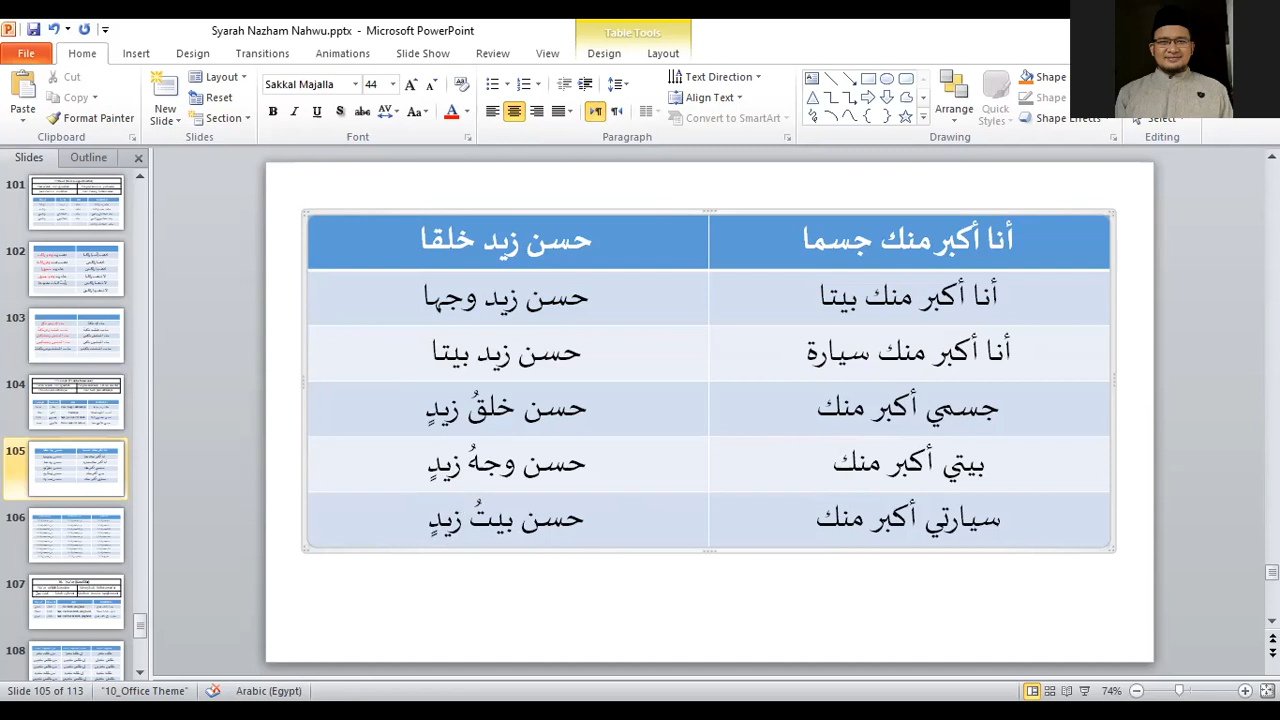 Syarah Nazham Nahwu.pptx - Microsoft PowerPoint
Table Tools
File Home Insert Design Transitions Animations Slide Show Review View Design Layout
Paste
Cut
Copy
Format Painter
Clipboard
New Slide
Layout
Reset
Section
Slides
Sakkal Majalla 44
B I U S abc AV Aa A
Font
Text Direction
Align Text
Convert to SmartArt
Paragraph
Arrange
Quick Styles
Shape
Shape
Shape Effects
Drawing
Select
Editing
Slides Outline
101
102
103
104
105
106
107
108
أنا أكبر منك جسما حسن زيد خلقا
أنا أكبر منك بيتا حسن زيد وجها
أنا أكبر منك سيارة حسن زيد بيتا
جسمي أكبر منك حسن خلقُ زيدٍ
بيتي أكبر منك حسن وجهُ زيدٍ
سيارتي أكبر منك حسن بيتُ زيدٍ
Slide 105 of 113 "10_Office Theme" Arabic (Egypt) 74%